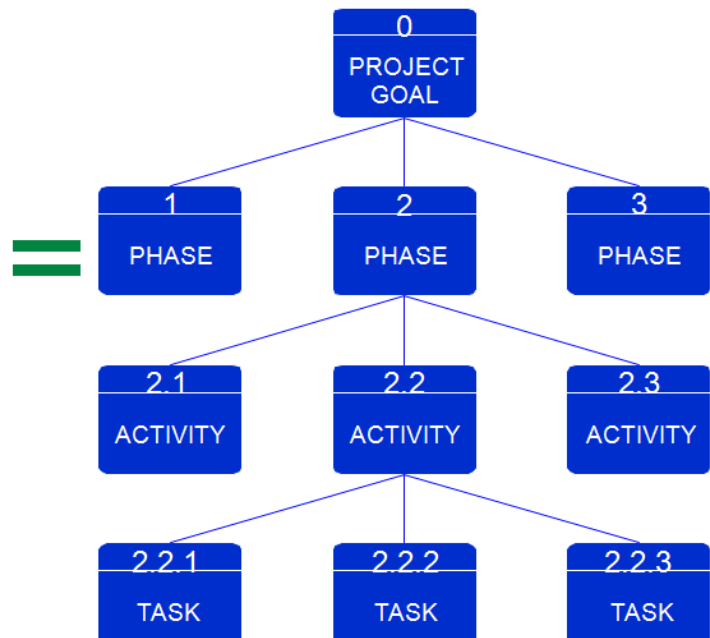 0
PROJECT
GOAL
1
PHASE
2
PHASE
3
PHASE
2.1
ACTIVITY
2.2
ACTIVITY
2.3
ACTIVITY
2.2.1
TASK
2.2.2
TASK
2.2.3
TASK